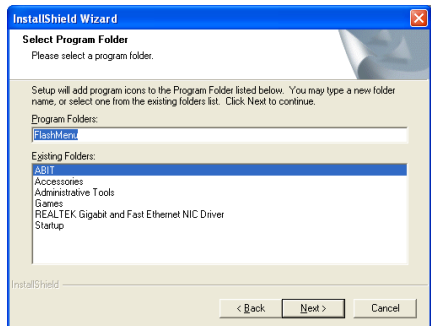 InstallShield Wizard
Select Program Folder
Please select a program folder.
Setup will add program icons to the Program Folder listed below. You may type a new folder
name, or select one from the existing folders list. Click Next to continue.
Program Folders:
FlashMenu
Existing Folders:
ABIT
Accessories
Administrative Tools
Games
REALTEK Gigabit and Fast Ethernet NIC Driver
Startup
InstallShield
< Back Next > Cancel